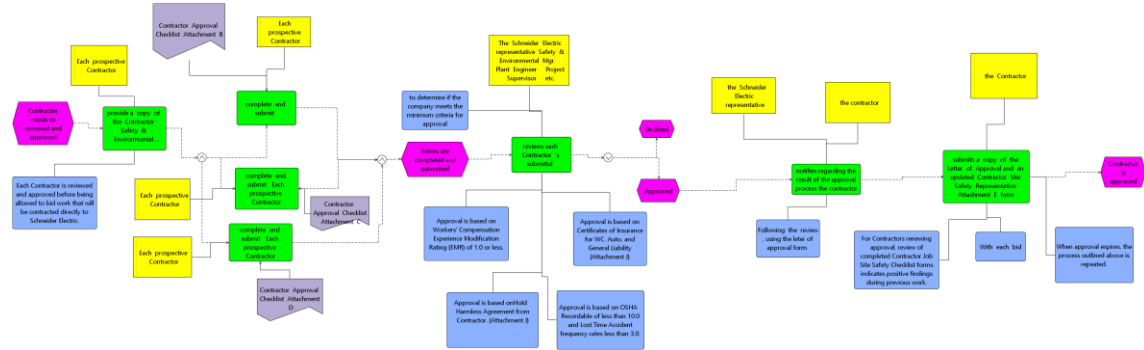 Contractor Approval
Checklist Attachment B
Each
prospective
Contractor
Each prospective
Contractor
Contractor
needs to
reviewed and
approved
provide a copy of
the Contractor
Safety &
Environmental...
complete and
submit
Each Contractor is reviewed
and approved before being
allowed to bid work that will
be contracted directly to
Schneider Electric.
Each prospective
Contractor
complete and
submit Each
prospective
Contractor
Contractor
Approval Checklist
Attachment C
Each prospective
Contractor
complete and
submit Each
prospective
Contractor
Contractor Approval
Checklist Attachment
D
Forms are
completed and
submitted
The Schneider Electric
representative Safety &
Environmental Mgr.
Plant Engineer Project
Supervisor etc.
to determine if the
company meets the
minimum criteria for
approval
reviews each
Contractor 's
submittal
Approval is based on
Workers' Compensation
Experience Modification
Rating (EMR) of 1.0 or less.
Approval is based on
Certificates of Insurance
for WC, Auto, and
General Liability
(Attachment J)
Approval is based onHold
Harmless Agreement from
Contractor. (Attachment J)
Approval is based on OSHA
Recordable of less than 10.0
and Lost Time Accident
frequency rates less than 3.0.
Declined
Approved
the Schneider
Electric
representative
the contractor
notifies regarding the
result of the approval
process the contractor
Following the review
, using the leter of
approval form
the Contractor
submits a copy of the
Letter of Approval and an
updated Contractor Site
Safety Representative
Attachment E form
For Contractors renewing
approval, review of
completed Contractor Job
Site Safety Checklist forms
indicates positive findings
during previous work.
With each bid
When approval expires, the
process outlined above is
repeated.
Contractor
is
approved